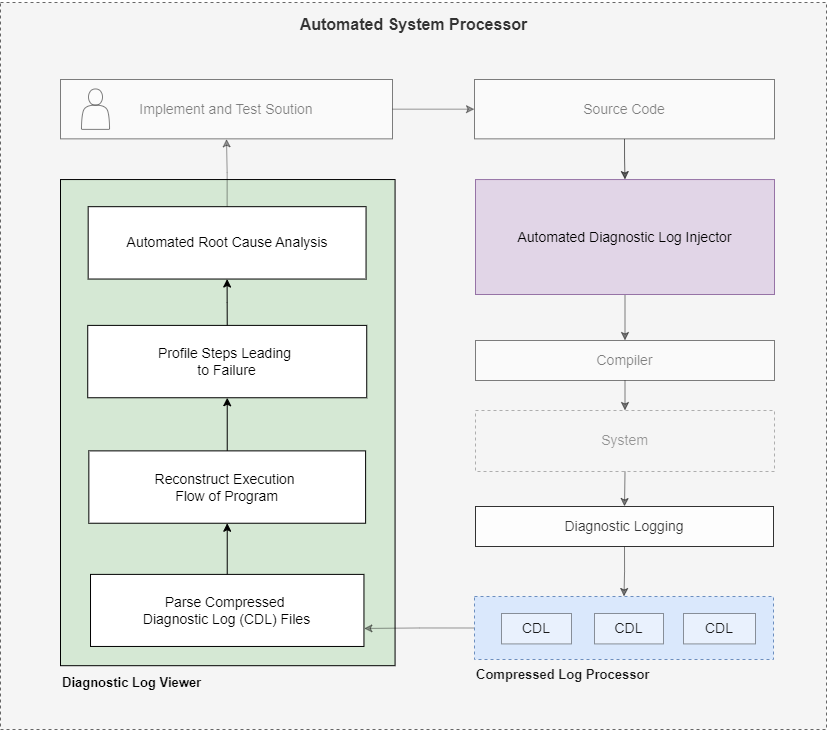 Automated System Processor
Implement and Test Soution
Source Code
Automated Root Cause Analysis
Automated Diagnostic Log Injector
Profile Steps Leading
to Failure
Compiler
System
Reconstruct Execution
Flow of Program
Diagnostic Logging
Parse Compressed
Diagnostic Log (CDL) Files
CDL
CDL
CDL
Diagnostic Log Viewer
Compressed Log Processor